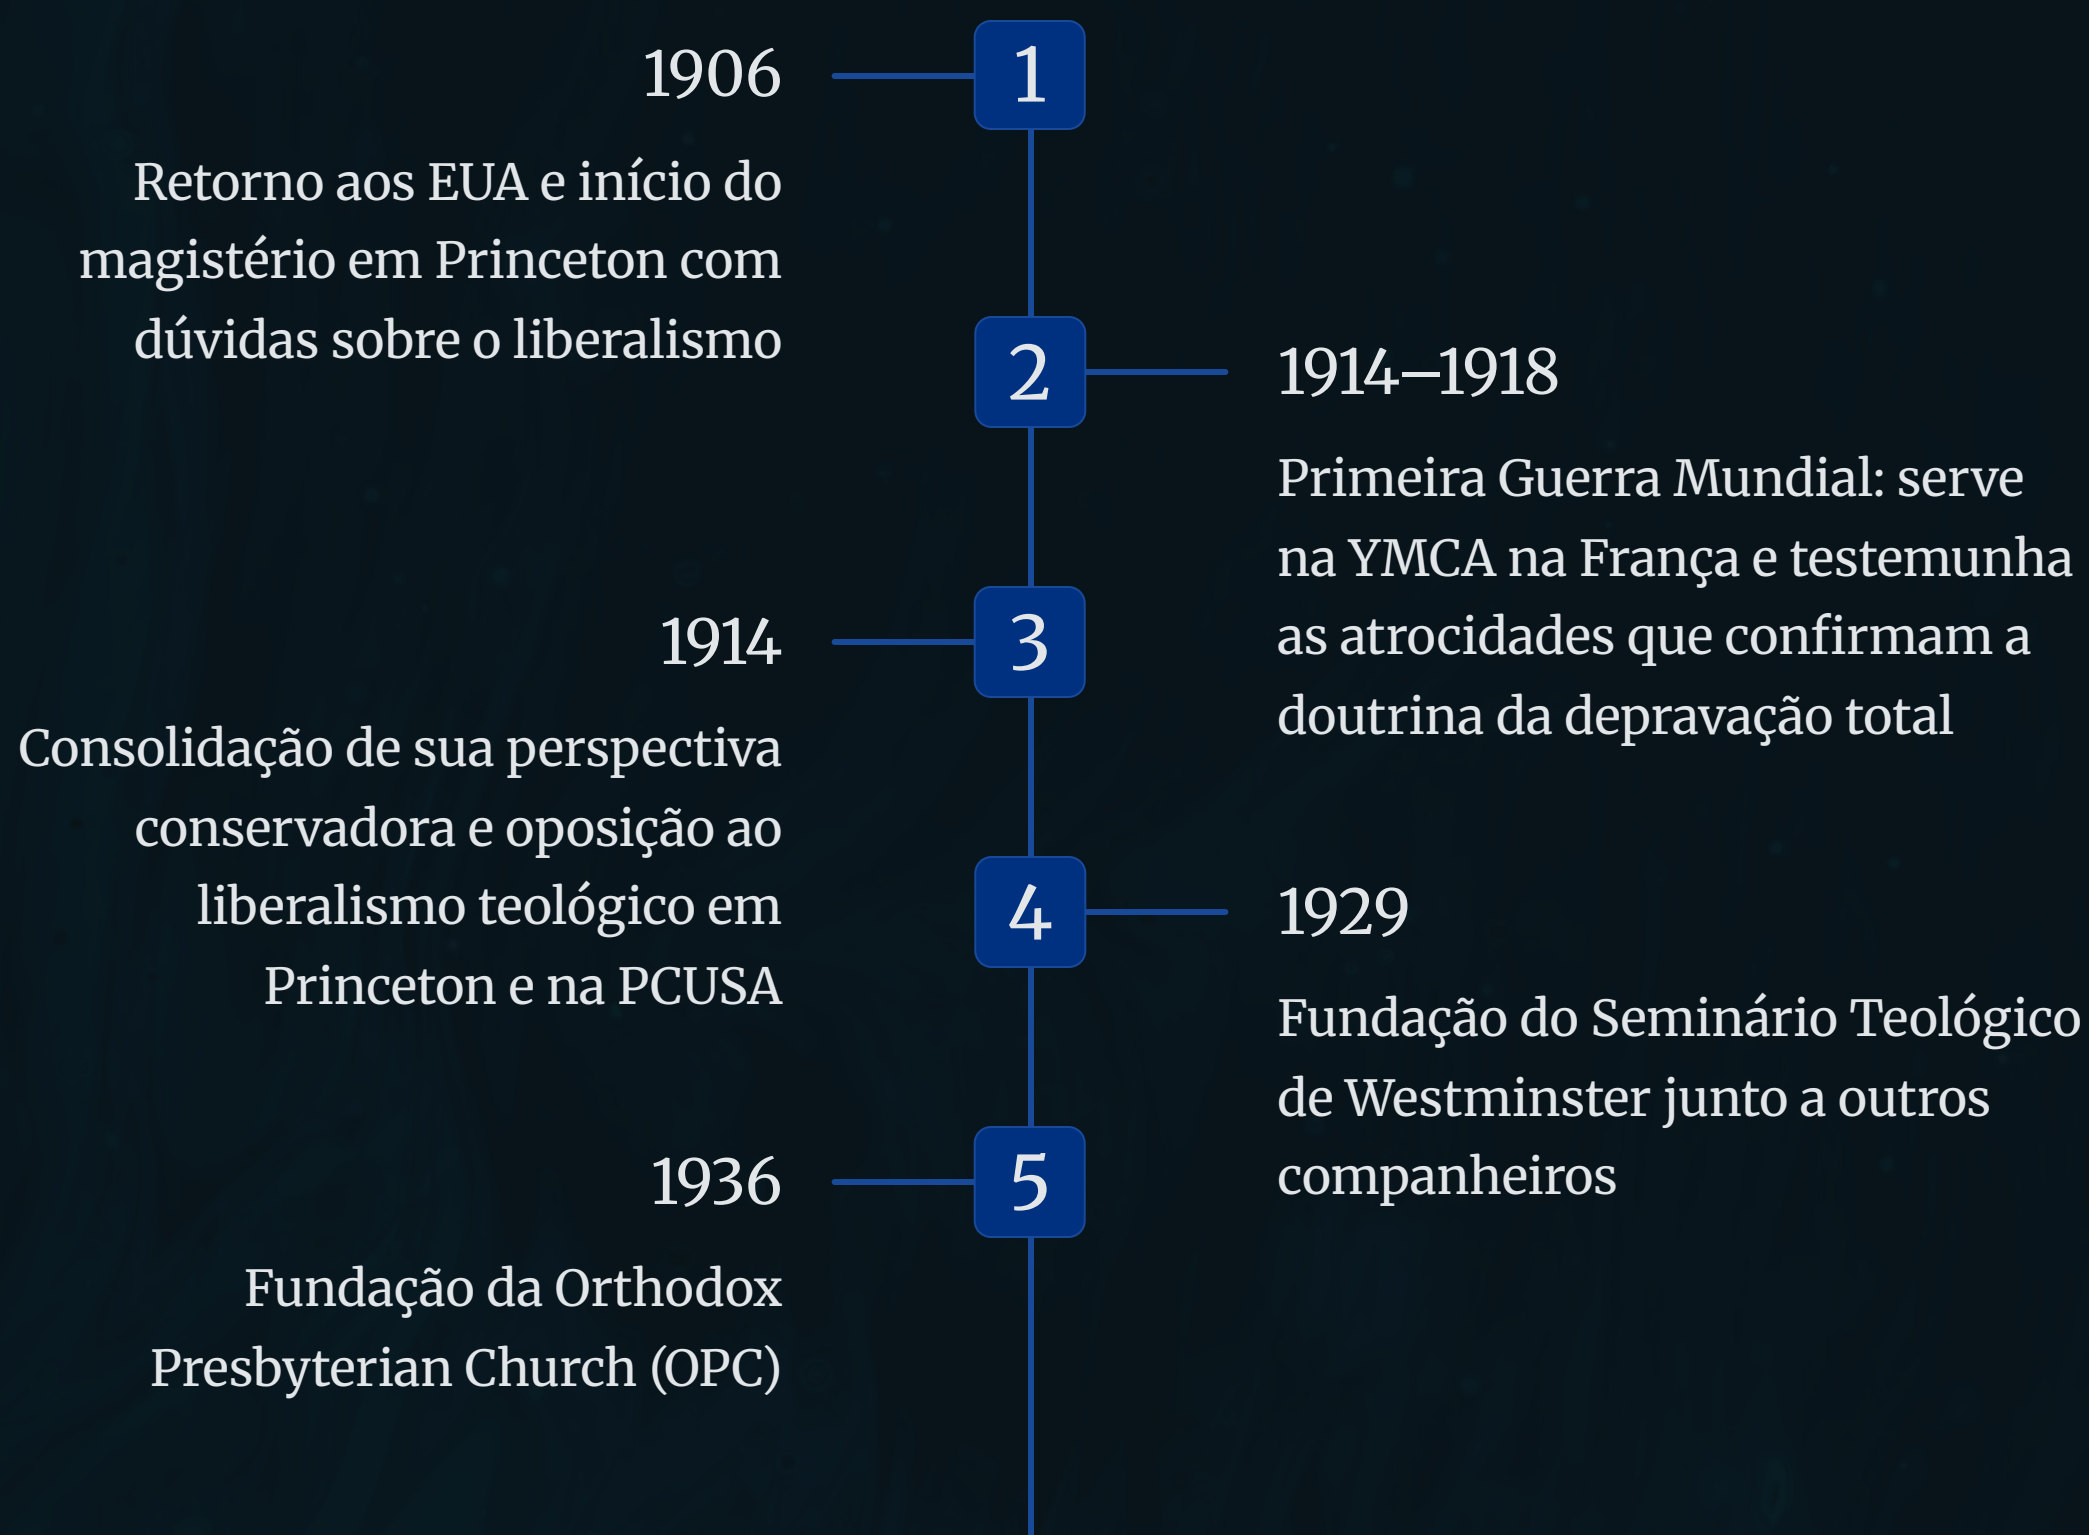 1
1906
Retorno aos EUA e início do
magistério em Princeton com
dúvidas sobre o liberalismo
2
1914–1918
Primeira Guerra Mundial: serve
na YMCA na França e testemunha
as atrocidades que confirmam a
doutrina da depravação total
3
1914
Consolidação de sua perspectiva
conservadora e oposição ao
liberalismo teológico em
Princeton e na PCUSA
4
1929
Fundação do Seminário Teológico
de Westminster junto a outros
companheiros
5
1936
Fundação da Orthodox
Presbyterian Church (OPC)